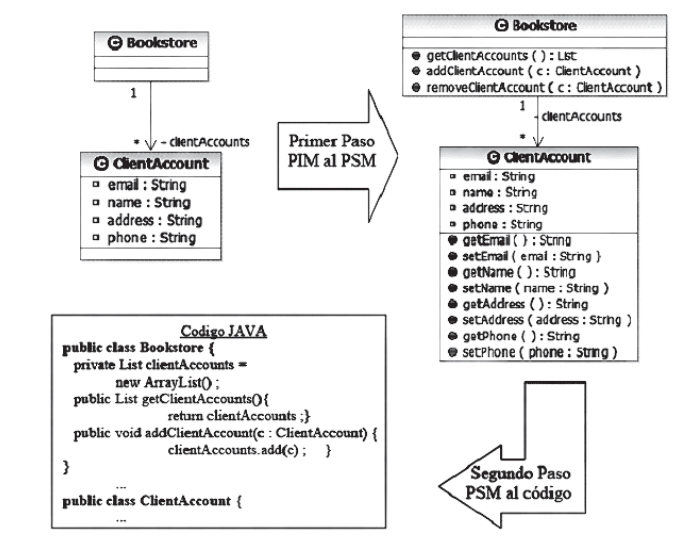 Bookstore
1
* - clientAccounts
ClientAccount
email : String
name : String
address : String
phone : String
Primer Paso
PIM al PSM
Bookstore
getClientAccounts ( ) : List
addClientAccount ( c : ClientAccount )
removeClientAccount ( c : ClientAccount )
1
- clientAccounts
*
ClientAccount
email : String
name : String
address : String
phone : String
getEmail ( ) : String
setEmail ( email : String )
getName ( ) : String
setName ( name : String )
getAddress ( ) : String
setAddress ( address : String )
getPhone ( ) : String
setPhone ( phone : String )
Segundo Paso
PSM al código
Codigo JAVA
public class Bookstore {
private List clientAccounts =
new ArrayList() ;
public List getClientAccounts(){
return clientAccounts ;}
public void addClientAccount(c : ClientAccount) {
clientAccounts.add(c) ; }
}
...
public class ClientAccount {
...